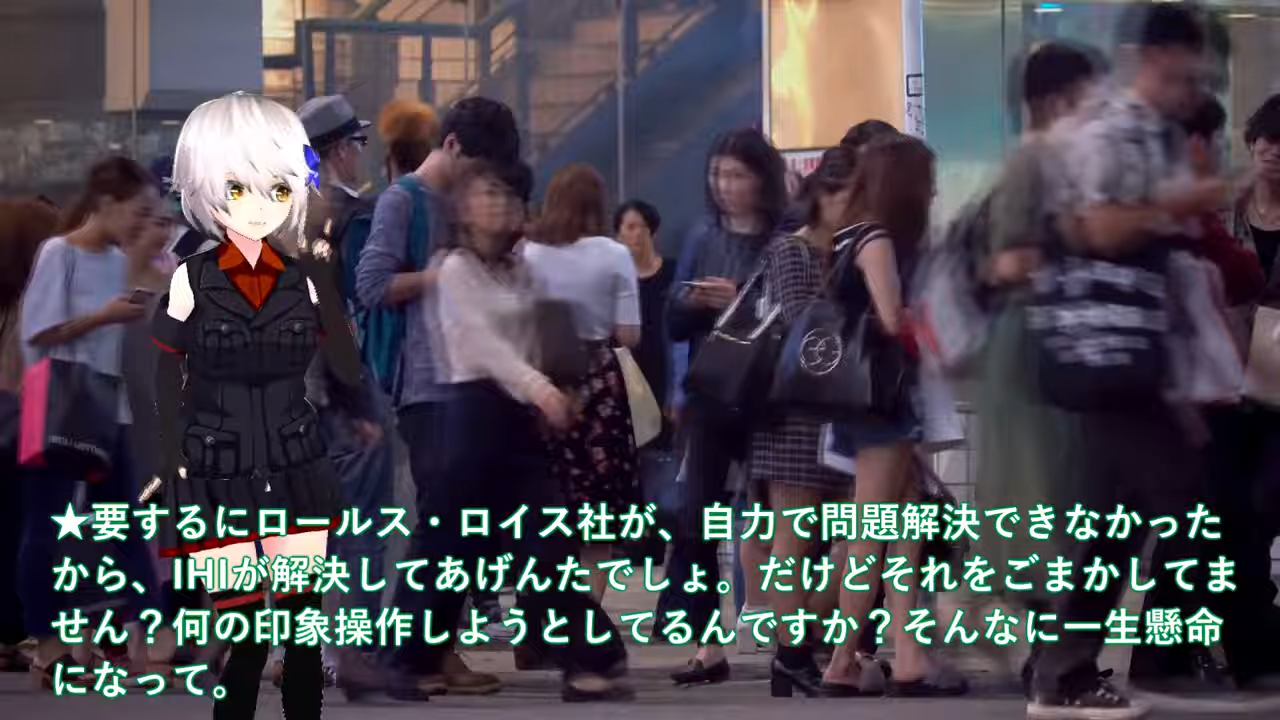 ★要するにロールス・ロイス社が、自力で問題解決できなかった
から、IHIが解決してあげんたでしょ。だけどそれをごまかしてま
せん？何の印象操作しようとしてるんですか？そんなに一生懸命
になって。